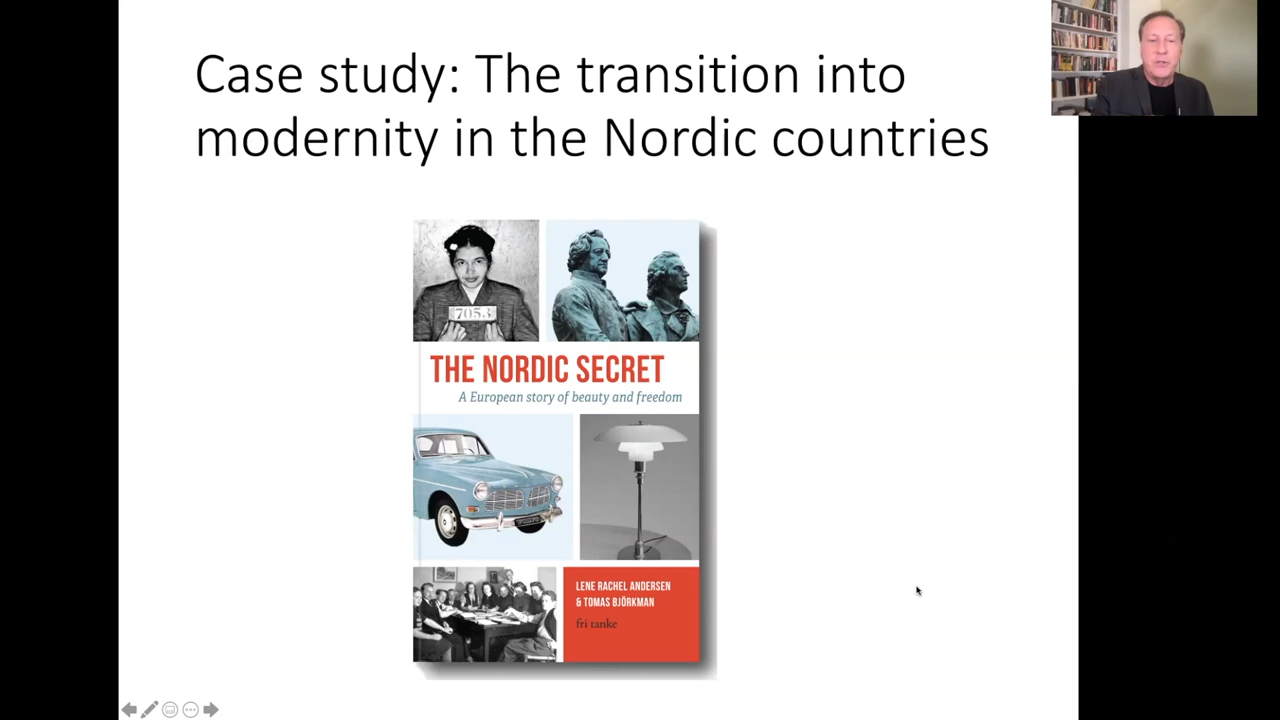 Case study: The transition into
modernity in the Nordic countries
7053
THE NORDIC SECRET
A European story of beauty and freedom
LENE RACHEL ANDERSEN
& TOMAS BJÖRKMAN
fri tanke